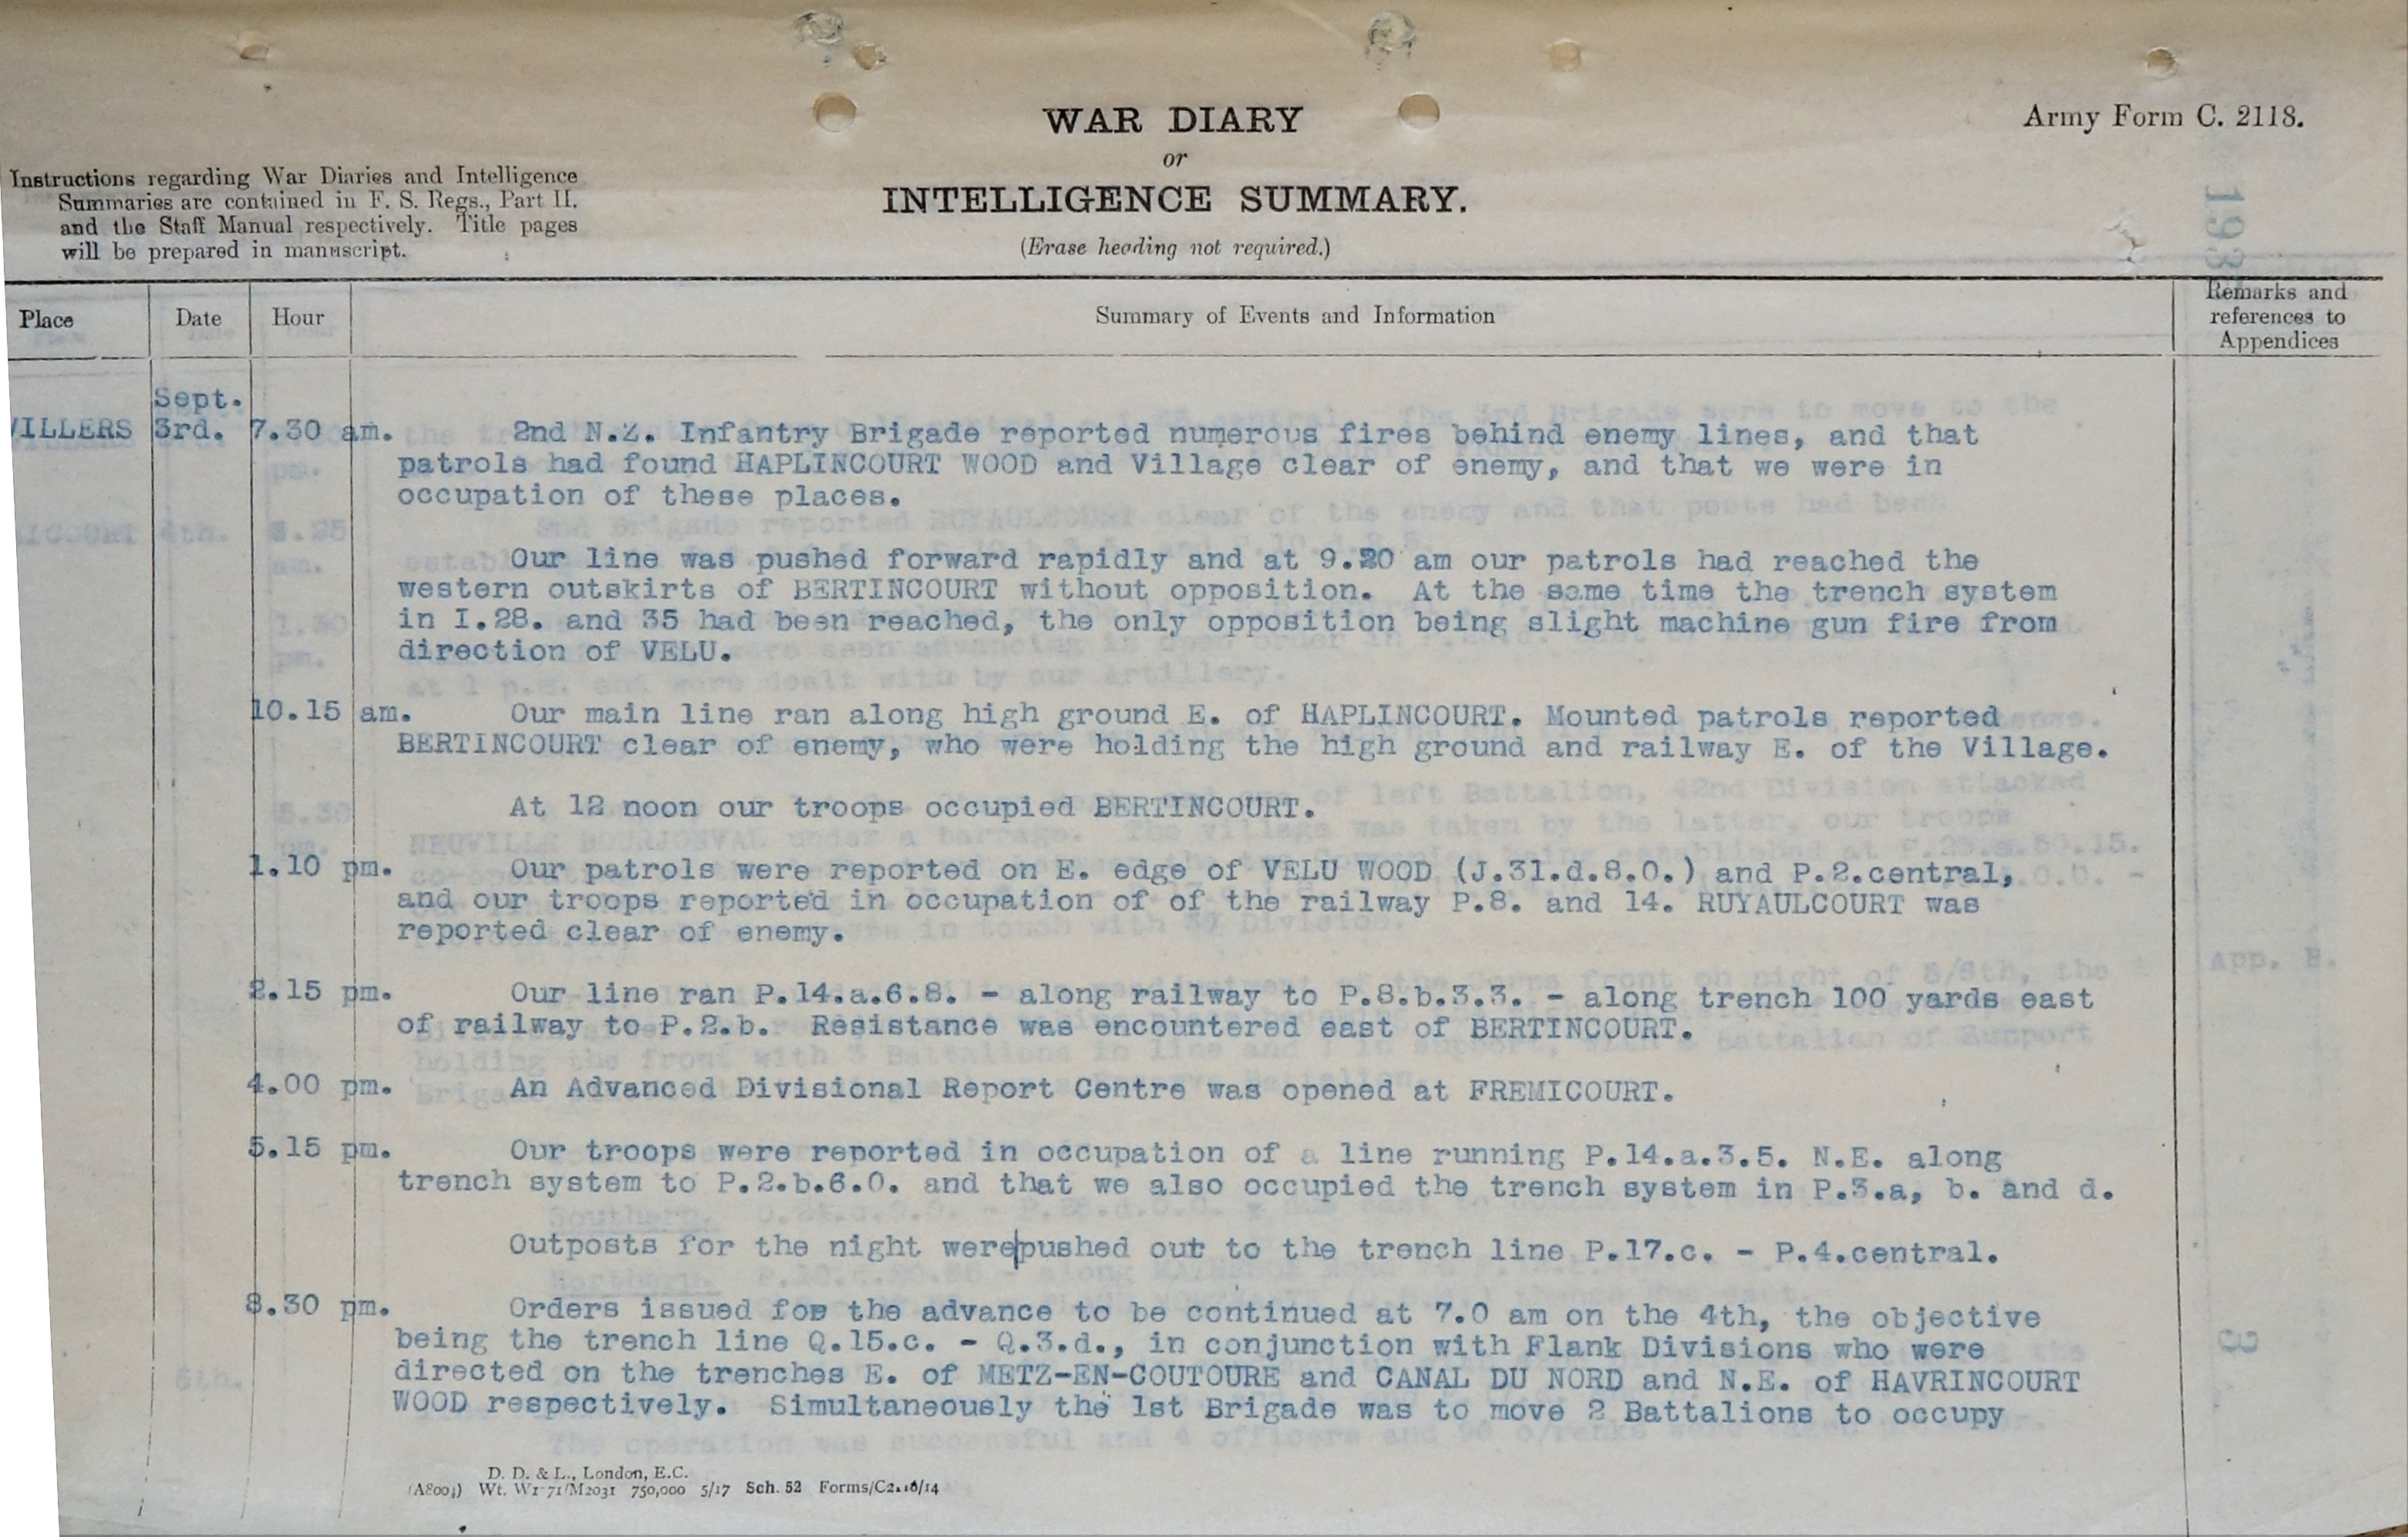 WAR DIARY
or
INTELLIGENCE SUMMARY.
(Erase heading not required.)
Army Form C. 2118.
Instructions regarding War Diaries and Intelligence
Summaries are contained in F. S. Regs., Part II.
and the Staff Manual respectively. Title pages
will be prepared in manuscript.
Place
Date
Hour
Summary of Events and Information
Remarks and
references to
Appendices
Sept.
VILLERS 3rd. 7.30 am. 2nd N.Z. Infantry Brigade reported numerous fires behind enemy lines, and that
patrols had found HAPLINCOURT WOOD and Village clear of enemy, and that we were in
occupation of these places.
Our line was pushed forward rapidly and at 9.20 am our patrols had reached the
western outskirts of BERTINCOURT without opposition. At the same time the trench system
in I.28. and 35 had been reached, the only opposition being slight machine gun fire from
direction of VELU.
10.15 am. Our main line ran along high ground E. of HAPLINCOURT. Mounted patrols reported
BERTINCOURT clear of enemy, who were holding the high ground and railway E. of the Village.
At 12 noon our troops occupied BERTINCOURT.
1.10 pm. Our patrols were reported on E. edge of VELU WOOD (J.31.d.8.0.) and P.2.central,
and our troops reported in occupation of of the railway P.8. and 14. RUYAULCOURT was
reported clear of enemy.
2.15 pm. Our line ran P.14.a.6.8. - along railway to P.8.b.3.3. - along trench 100 yards east
of railway to P.2.b. Resistance was encountered east of BERTINCOURT.
4.00 pm. An Advanced Divisional Report Centre was opened at FREMICOURT.
5.15 pm. Our troops were reported in occupation of a line running P.14.a.3.5. N.E. along
trench system to P.2.b.6.0. and that we also occupied the trench system in P.3.a, b. and d.
Outposts for the night were|pushed out to the trench line P.17.c. - P.4.central.
8.30 pm. Orders issued for the advance to be continued at 7.0 am on the 4th, the objective
being the trench line Q.15.c. - Q.3.d., in conjunction with Flank Divisions who were
directed on the trenches E. of METZ-EN-COUTOURE and CANAL DU NORD and N.E. of HAVRINCOURT
WOOD respectively. Simultaneously the 1st Brigade was to move 2 Battalions to occupy
D. D. & L., London, E.C.
750,000 5/17 Sch. 52